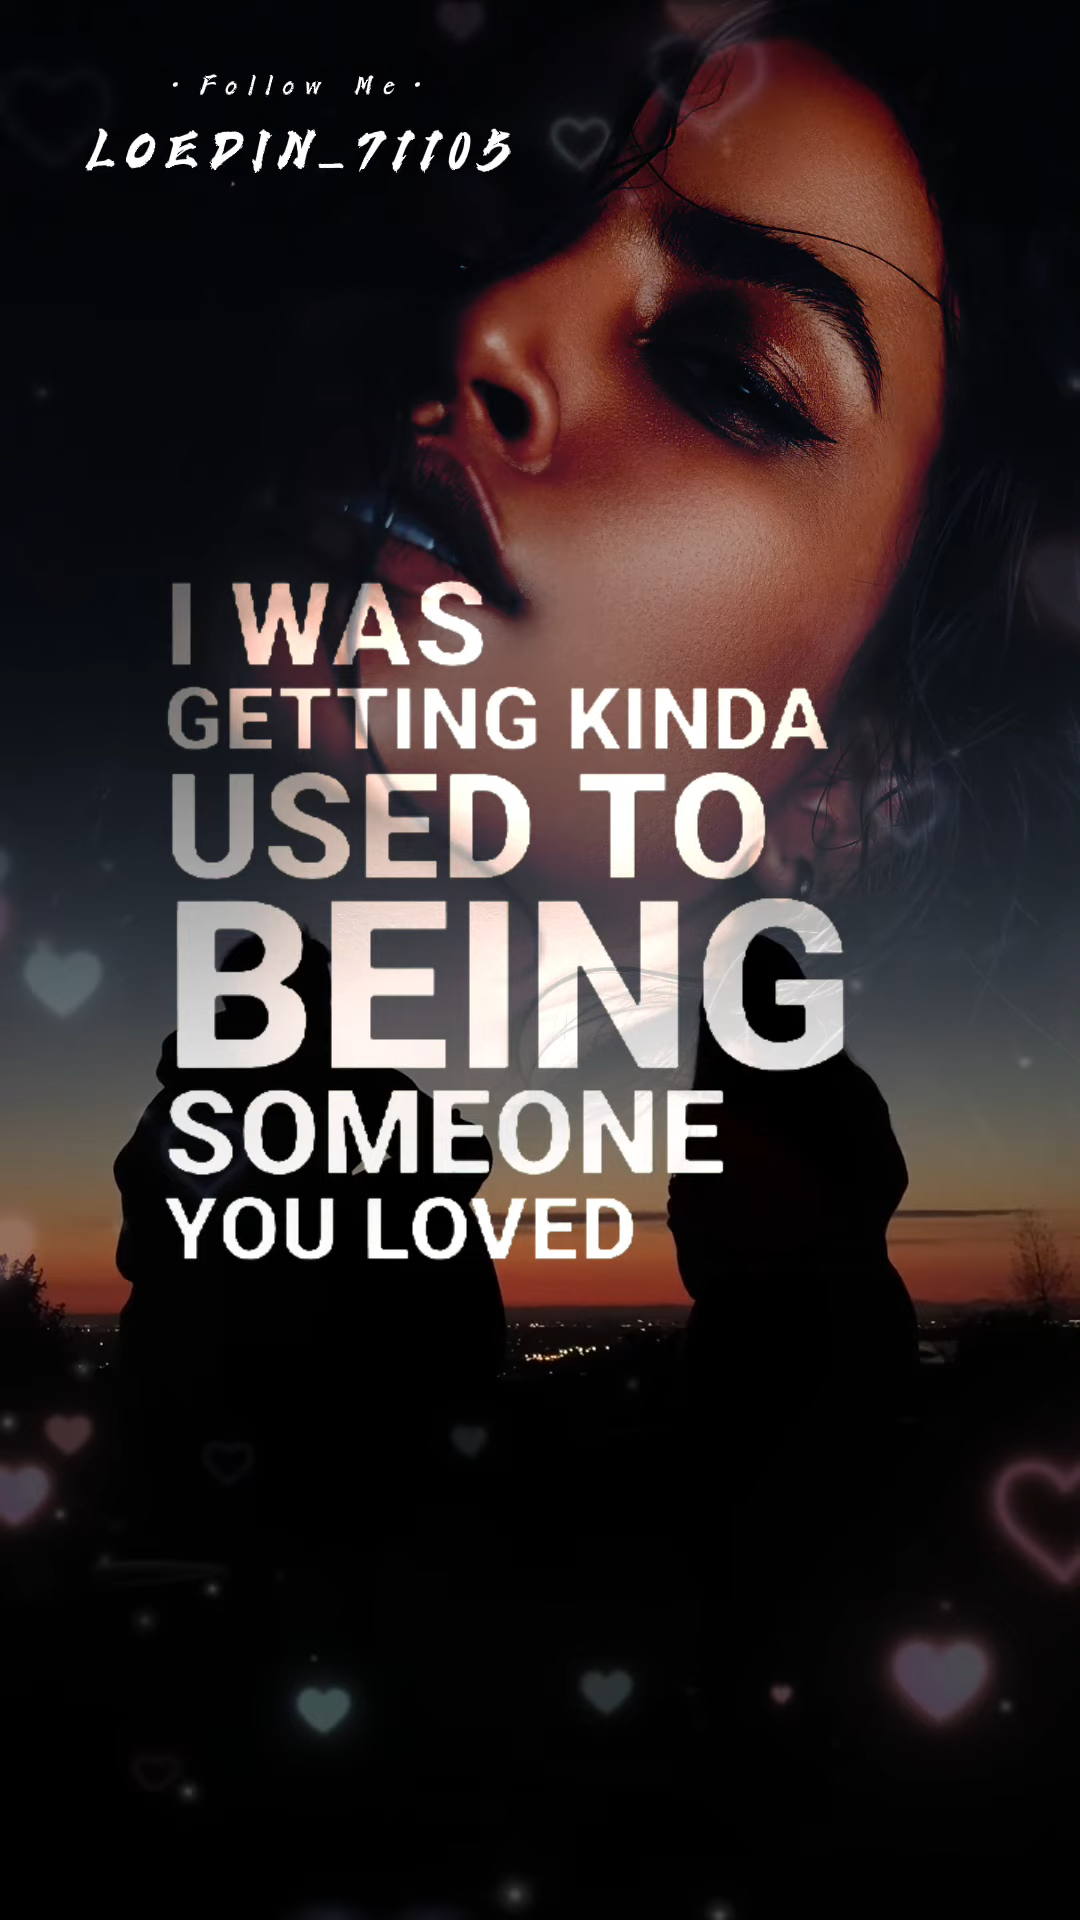 · Follow Me ·
LOEDIN_71105
I WAS
GETTING KINDA
USED TO
BEING
SOMEONE
YOU LOVED